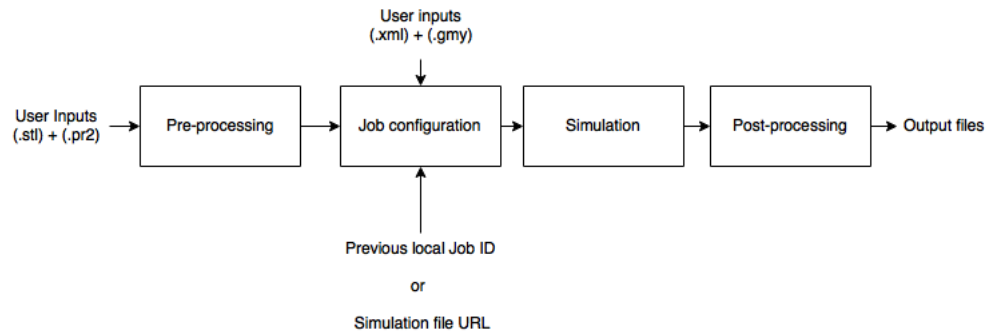 User inputs
(.xml) + (.gmy)
User Inputs
(.stl) + (.pr2)
Pre-processing
Job configuration
Simulation
Post-processing
Output files
Previous local Job ID
or
Simulation file URL